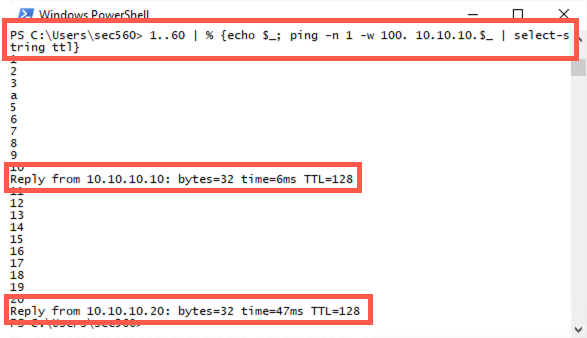 Windows PowerShell
PS C:\Users\sec560> 1..60 | % {echo $_; ping -n 1 -w 100. 10.10.10.$_ | select-s
tring ttl}
1
2
3
a
5
6
7
8
9
10
Reply from 10.10.10.10: bytes=32 time=6ms TTL=128
11
12
13
14
15
16
17
18
19
20
Reply from 10.10.10.20: bytes=32 time=47ms TTL=128
PS C:\Users\sec560>